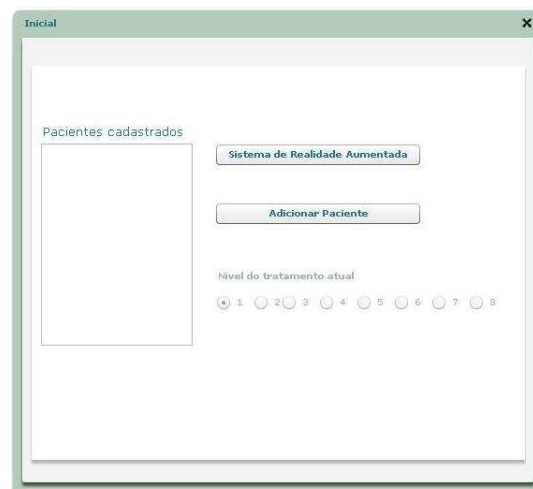 Inicial
Pacientes cadastrados
Sistema de Realidade Aumentada
Adicionar Paciente
Nivel do tratamento atual
1 2 3 4 5 6 7 8